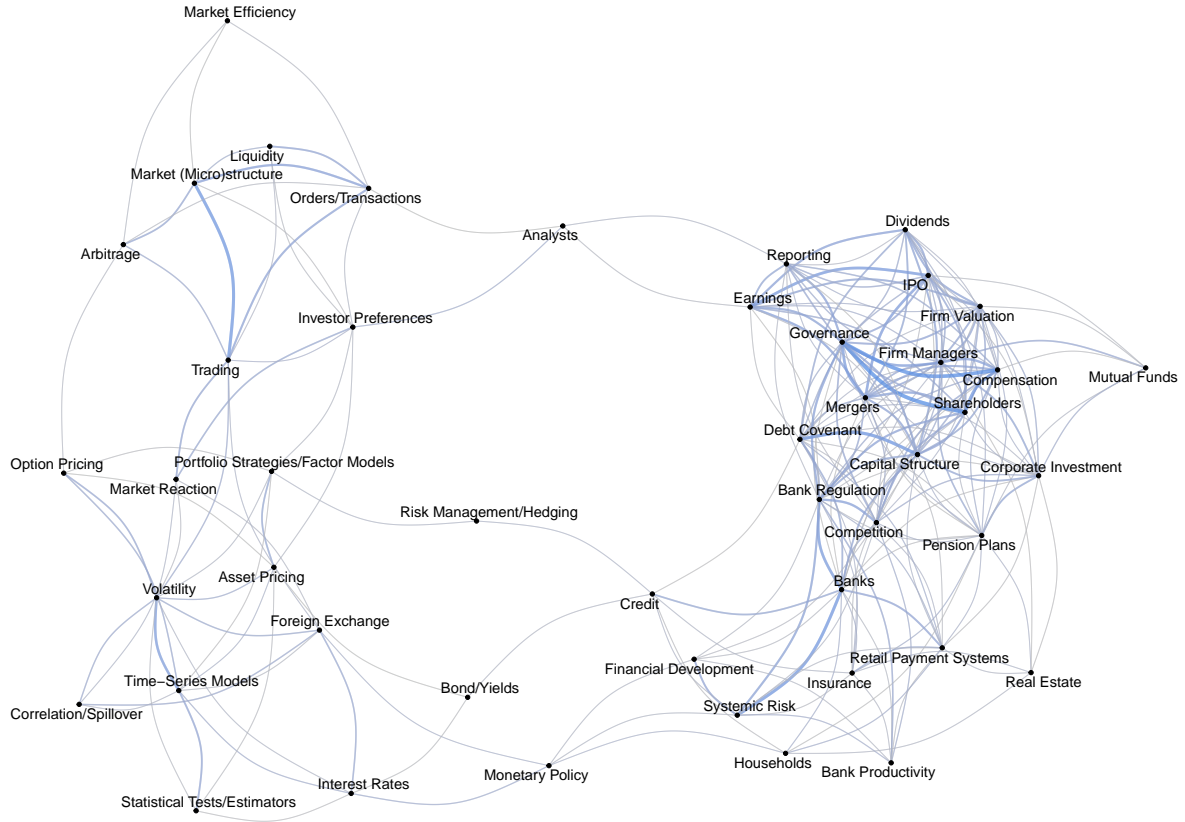 Market Efficiency
Liquidity
Market (Micro)structure
Orders/Transactions
Arbitrage
Analysts
Dividends
Reporting
IPO
Earnings
Firm Valuation
Investor Preferences
Governance
Firm Managers
Trading
Compensation
Mutual Funds
Mergers
Shareholders
Debt Covenant
Option Pricing
Portfolio Strategies/Factor Models
Capital Structure
Corporate Investment
Market Reaction
Bank Regulation
Risk Management/Hedging
Competition
Pension Plans
Asset Pricing
Volatility
Banks
Credit
Foreign Exchange
Retail Payment Systems
Financial Development
Time–Series Models
Insurance
Real Estate
Bond/Yields
Correlation/Spillover
Systemic Risk
Households
Bank Productivity
Monetary Policy
Interest Rates
Statistical Tests/Estimators